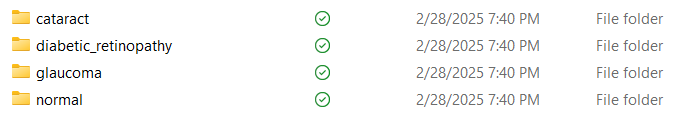 cataract 2/28/2025 7:40 PM File folder
diabetic_retinopathy 2/28/2025 7:40 PM File folder
glaucoma 2/28/2025 7:40 PM File folder
normal 2/28/2025 7:40 PM File folder